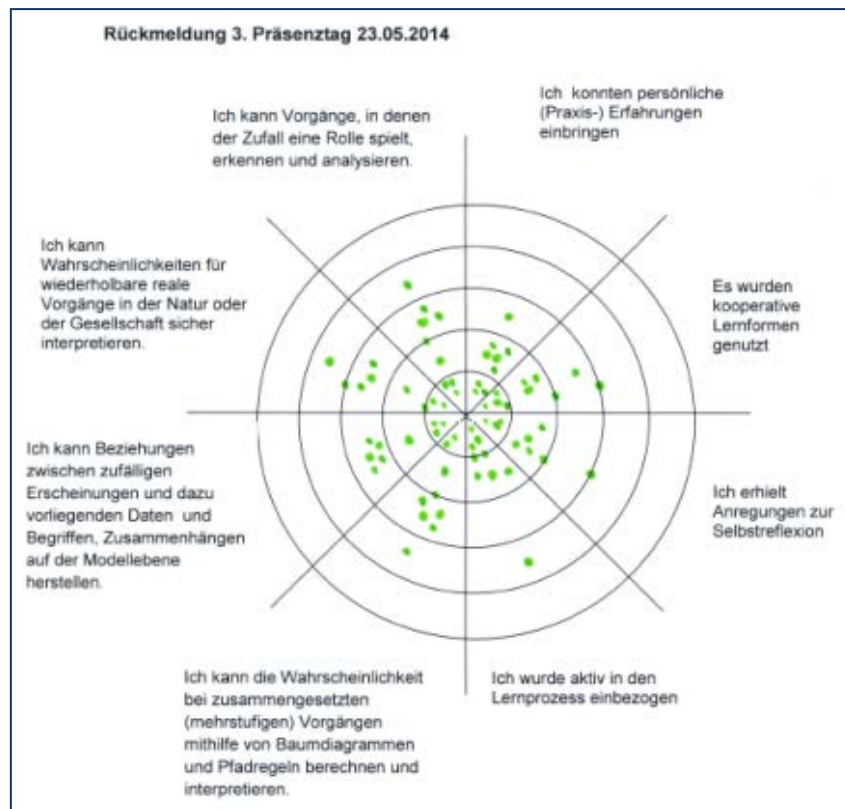 Rückmeldung 3. Präsenztag 23.05.2014
Ich kann Vorgänge, in denen
der Zufall eine Rolle spielt,
erkennen und analysieren.
Ich konnten persönliche
(Praxis-) Erfahrungen
einbringen
Ich kann
Wahrscheinlichkeiten für
wiederholbare reale
Vorgänge in der Natur oder
der Gesellschaft sicher
interpretieren.
Es wurden
kooperative
Lernformen
genutzt
Ich kann Beziehungen
zwischen zufälligen
Erscheinungen und dazu
vorliegenden Daten und
Begriffen, Zusammenhängen
auf der Modellebene
herstellen.
Ich erhielt
Anregungen zur
Selbstreflexion
Ich kann die Wahrscheinlichkeit
bei zusammengesetzten
(mehrstufigen) Vorgängen
mithilfe von Baumdiagrammen
und Pfadregeln berechnen und
interpretieren.
Ich wurde aktiv in den
Lernprozess einbezogen